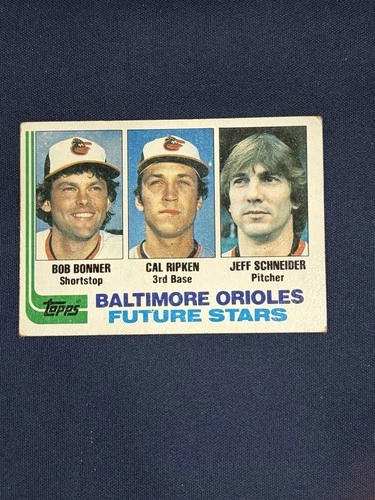 BOB BONNER
Shortstop
CAL RIPKEN
3rd Base
JEFF SCHNEIDER
Pitcher
Topps
BALTIMORE ORIOLES
FUTURE STARS